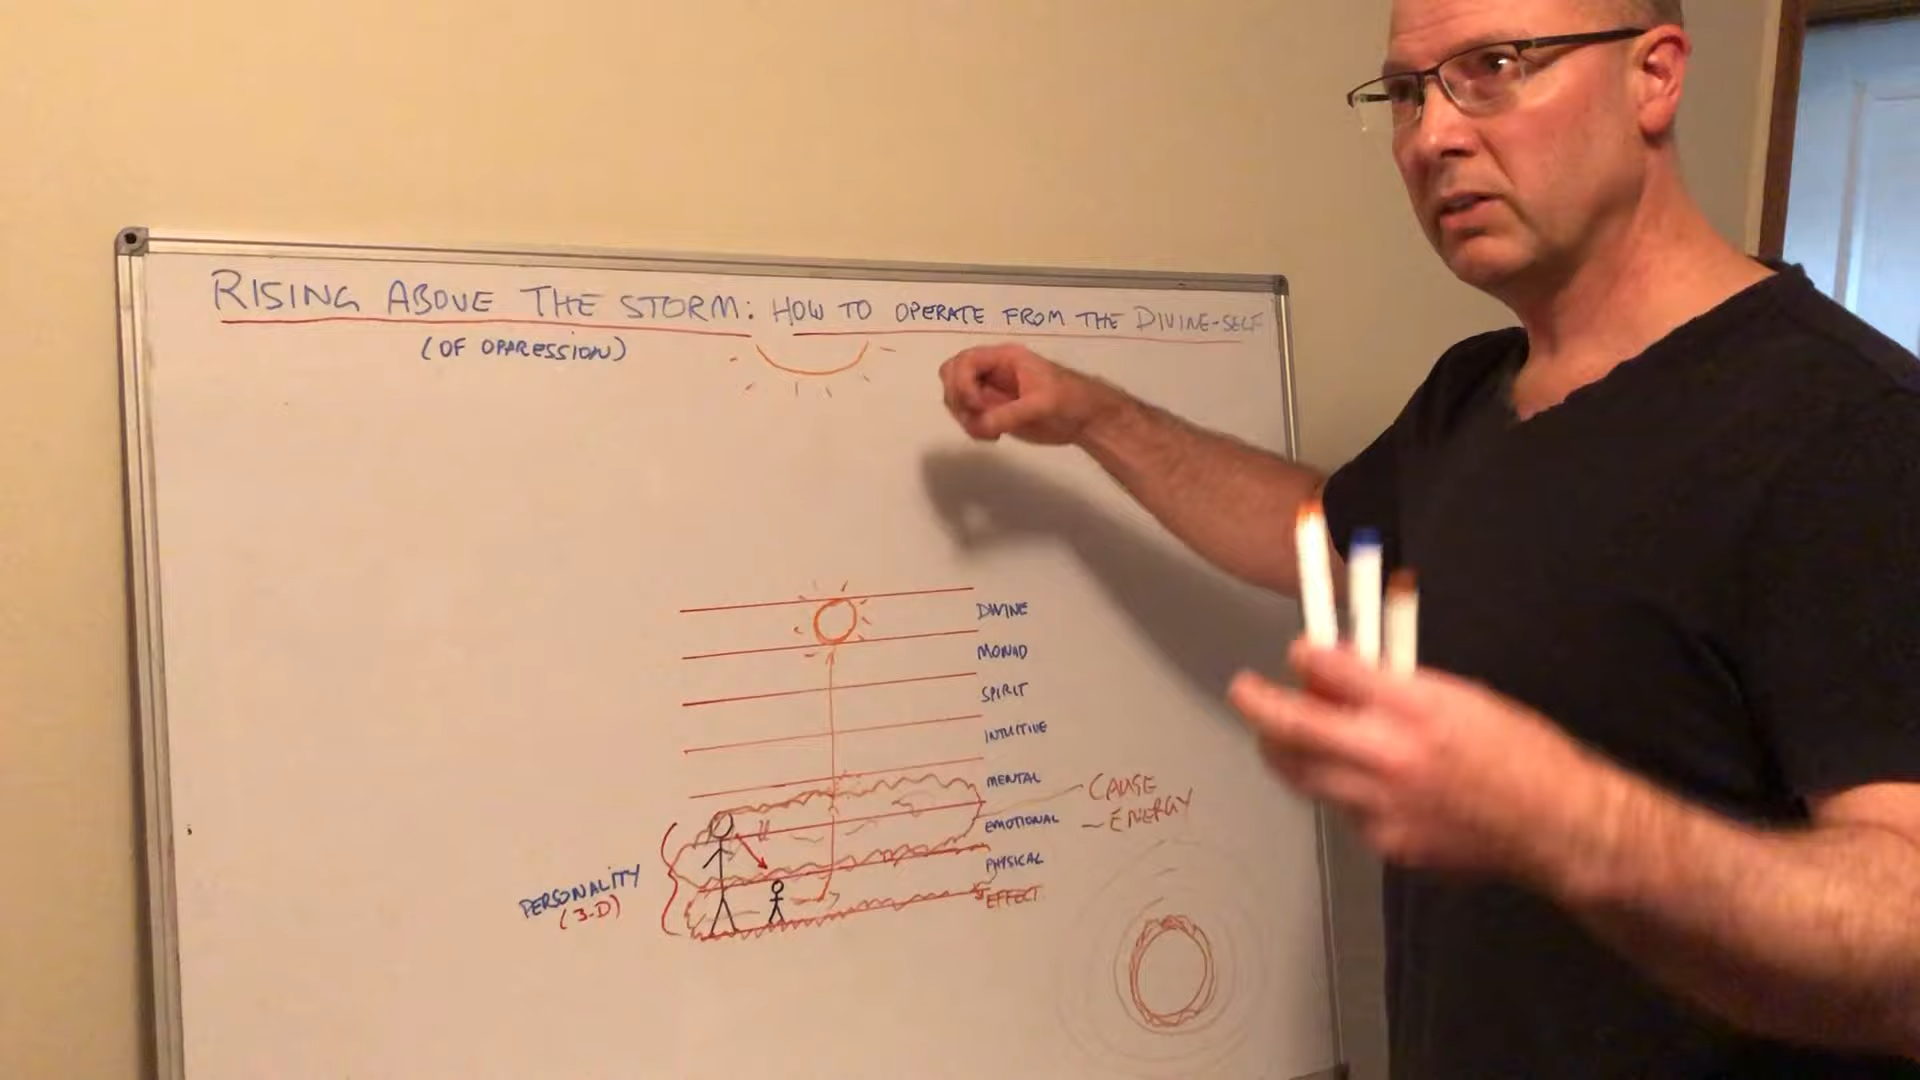 RISING ABOVE THE STORM: HOW TO OPERATE FROM THE DIVINE-SELF
(OF OPPRESSION)
DIVINE
MONAD
SPIRIT
INTUITIVE
MENTAL
CAUSE
EMOTIONAL – ENERGY
PHYSICAL
PERSONALITY
(3-D)
EFFECT